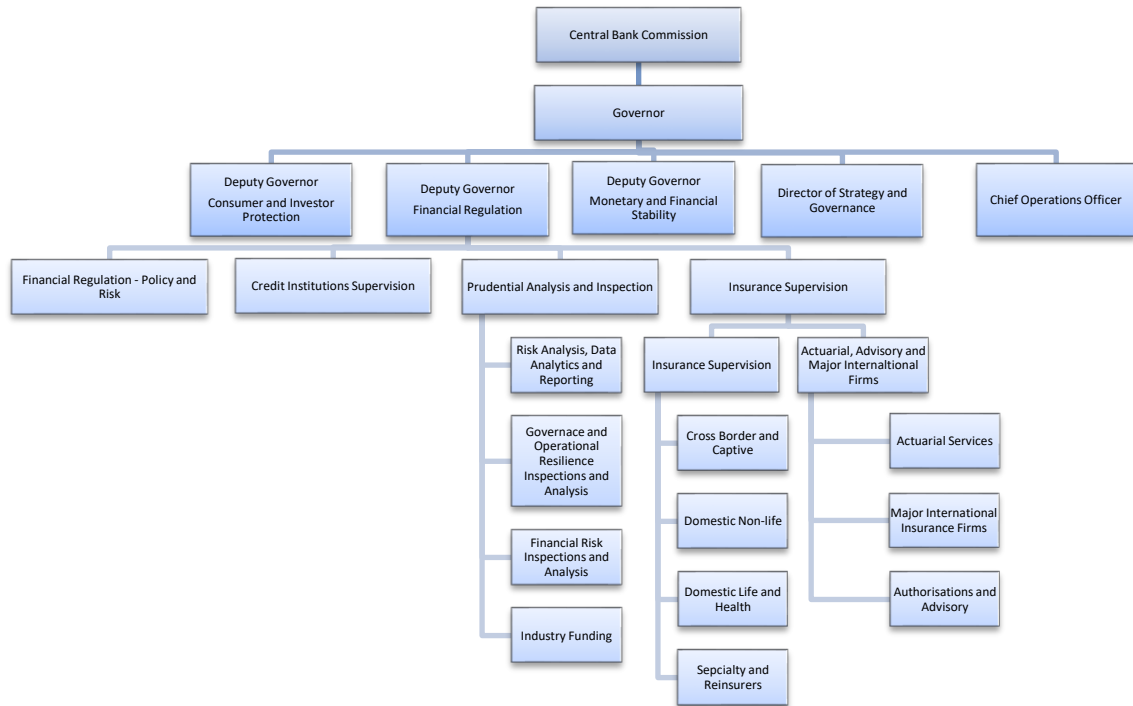 Central Bank Commission
Governor
Deputy Governor
Consumer and Investor
Protection
Deputy Governor
Financial Regulation
Deputy Governor
Monetary and Financial
Stability
Director of Strategy and
Governance
Chief Operations Officer
Financial Regulation - Policy and
Risk
Credit Institutions Supervision
Prudential Analysis and Inspection
Insurance Supervision
Risk Analysis, Data
Analytics and
Reporting
Governace and
Operational
Resilience
Inspections and
Analysis
Financial Risk
Inspections and
Analysis
Industry Funding
Insurance Supervision
Cross Border and
Captive
Domestic Non-life
Domestic Life and
Health
Sepcialty and
Reinsurers
Actuarial, Advisory and
Major Internaltional
Firms
Actuarial Services
Major International
Insurance Firms
Authorisations and
Advisory